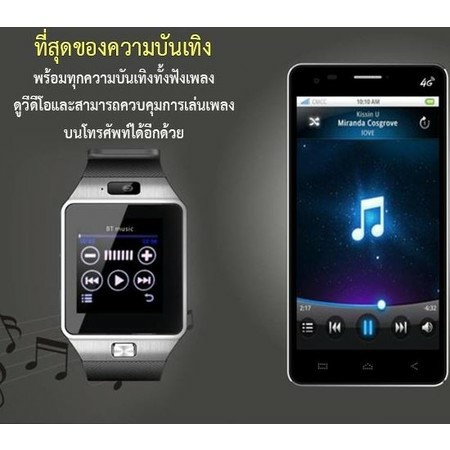 ที่สุดของความบันเทิง
พร้อมทุกความบันเทิงทั้งฟังเพลง
ดูวีดีโอและสามารถควบคุมการเล่นเพลง
บนโทรศัพท์ได้อีกด้วย
4G
CMCC 10:10 AM
Kissin U
Miranda Cosgrove
iOVE
BT music
2:17 -6:32